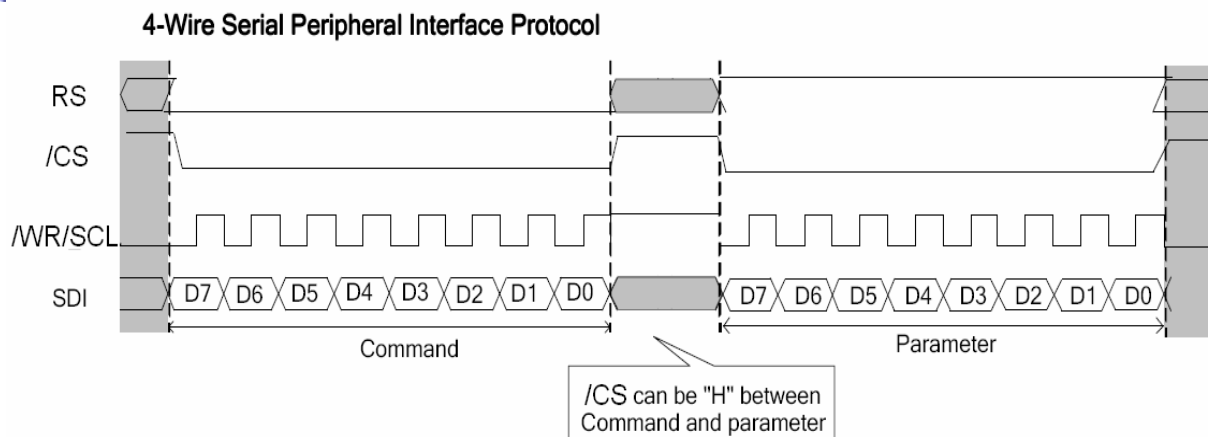 4-Wire Serial Peripheral Interface Protocol
RS
/CS
/WR/SCL
SDI D7 D6 D5 D4 D3 D2 D1 D0 D7 D6 D5 D4 D3 D2 D1 D0
Command Parameter
/CS can be "H" between
Command and parameter